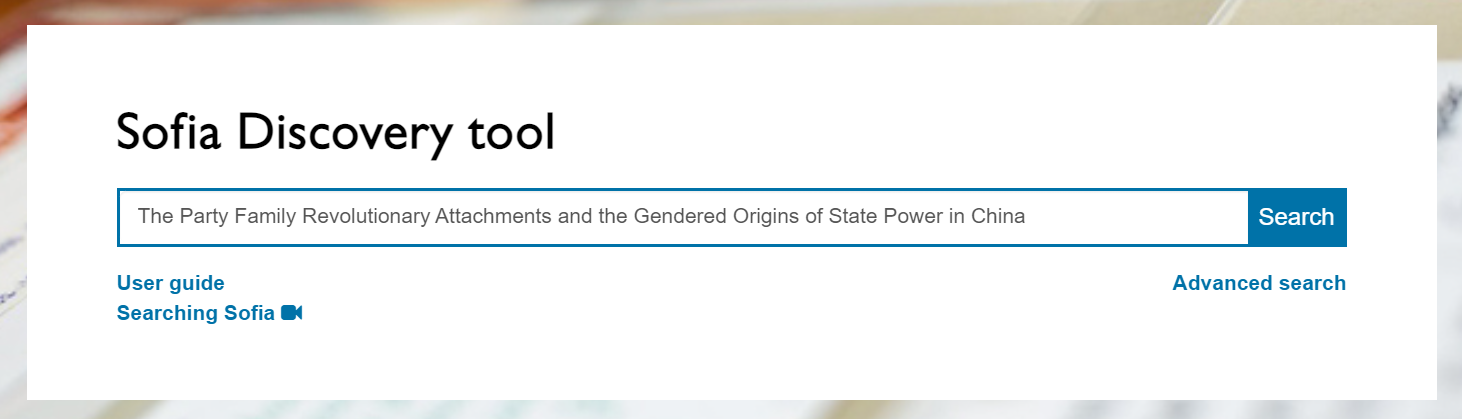 Sofia Discovery tool
The Party Family Revolutionary Attachments and the Gendered Origins of State Power in China
Search
User guide
Advanced search
Searching Sofia